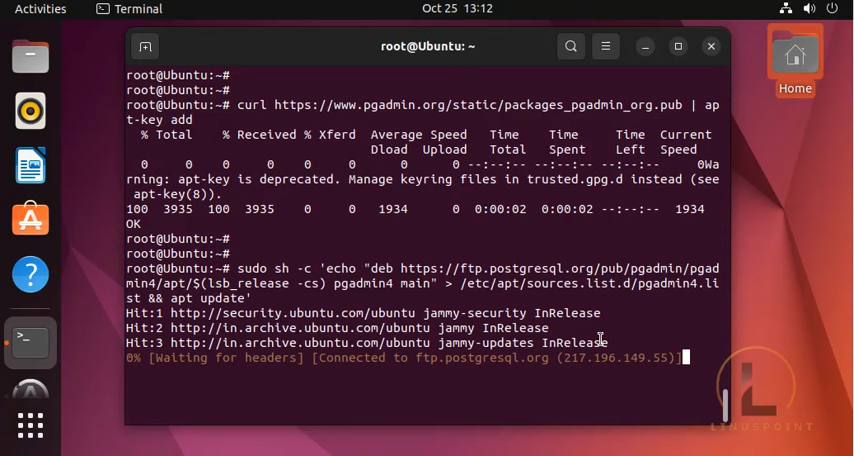 Activities Terminal Oct 25 13:12
root@Ubuntu: ~
Home
root@Ubuntu:~#
root@Ubuntu:~#
root@Ubuntu:~# curl https://www.pgadmin.org/static/packages_pgadmin_org.pub | ap
t-key add
% Total % Received % Xferd Average Speed Time Time Time Current
Dload Upload Total Spent Left Speed
0 0 0 0 0 0 0 0 --:--:-- --:--:-- --:--:-- 0Wa
rning: apt-key is deprecated. Manage keyring files in trusted.gpg.d instead (see
apt-key(8)).
100 3935 100 3935 0 0 1934 0 0:00:02 0:00:02 --:--:-- 1934
OK
root@Ubuntu:~#
root@Ubuntu:~#
root@Ubuntu:~# sudo sh -c 'echo "deb https://ftp.postgresql.org/pub/pgadmin/pgad
min4/apt/$(lsb_release -cs) pgadmin4 main" > /etc/apt/sources.list.d/pgadmin4.li
st && apt update'
Hit:1 http://security.ubuntu.com/ubuntu jammy-security InRelease
Hit:2 http://in.archive.ubuntu.com/ubuntu jammy InRelease
Hit:3 http://in.archive.ubuntu.com/ubuntu jammy-updates InRelease
0% [Waiting for headers] [Connected to ftp.postgresql.org (217.196.149.55)]
LINUSPOINT